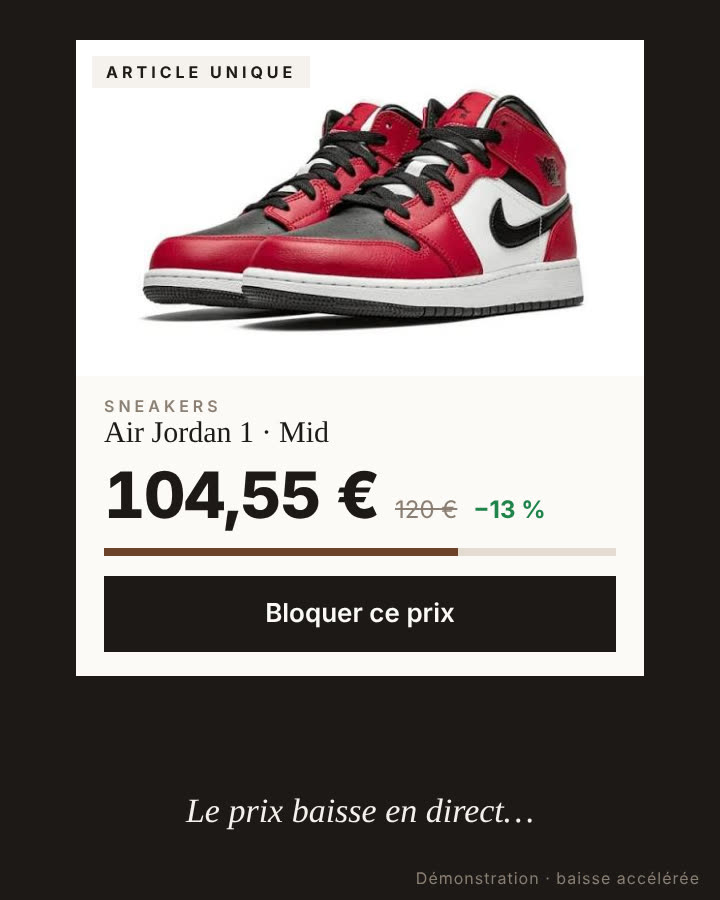 ARTICLE UNIQUE
SNEAKERS
Air Jordan 1 · Mid
104,55 € 120 € −13 %
Bloquer ce prix
Le prix baisse en direct…
Démonstration · baisse accélérée